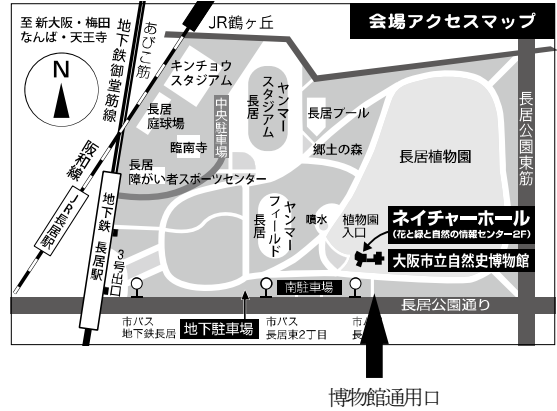 会場アクセスマップ
至 新大阪・梅田
なんば・天王寺
N
地下鉄御堂筋線
あびこ筋
JR鶴ヶ丘
阪和線
JR長居駅
地下鉄 長居駅
3号出口
キンチョウ
スタジアム
長居
庭球場
臨南寺
中央駐車場
長居
障がい者スポーツセンター
ヤンマー
スタジアム
長居
長居プール
郷土の森
長居植物園
長居公園東筋
ヤンマー
フィールド
長居
噴水
植物園
入口
ネイチャーホール
(花と緑と自然の情報センター2F)
大阪市立自然史博物館
南駐車場
長居公園通り
市バス
地下鉄長居
地下駐車場
市バス
長居東2丁目
市バ
長
博物館通用口